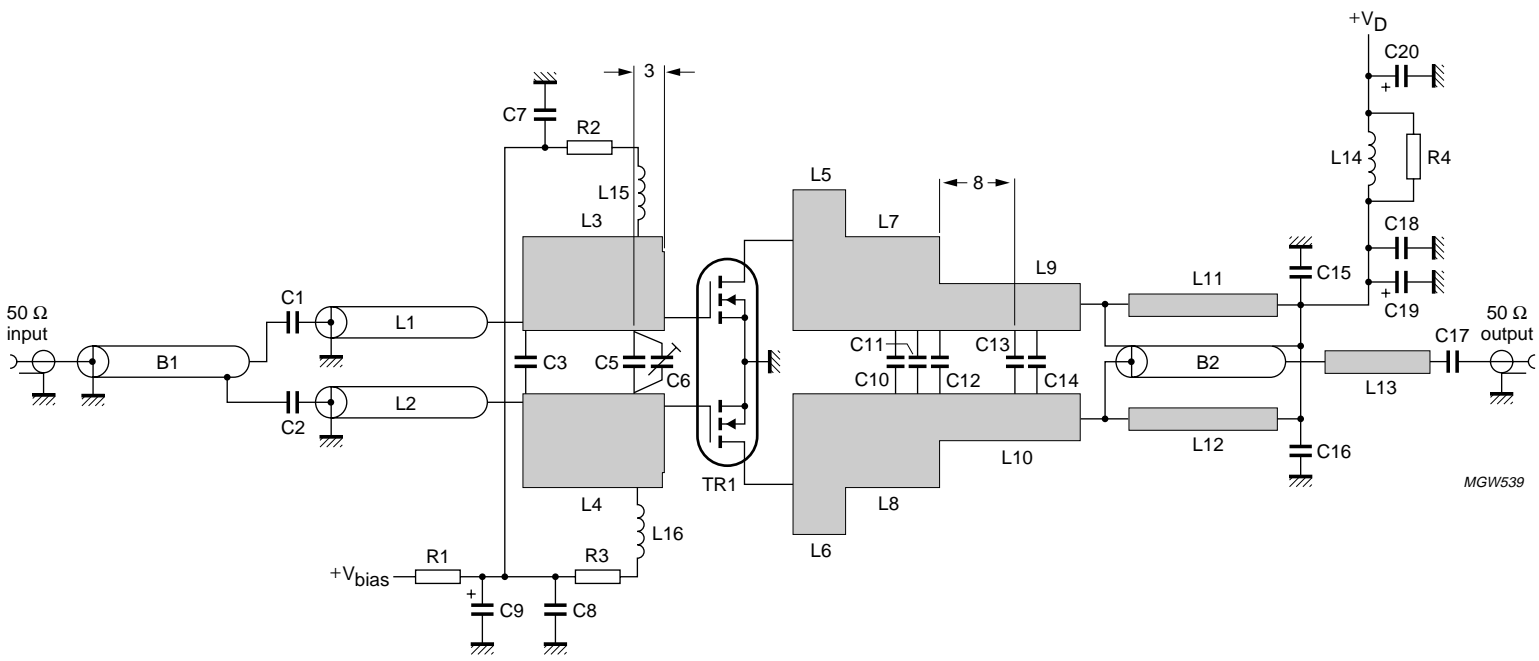 +VD
C20
3
C7
R2
L14
R4
L15
L5
8
L3
L7
C18
L9
C15
L11
C19
50 Ω
input
C1
L1
50 Ω
output
C17
B1
C3
C5
C6
C11
C10
C12
C13
C14
B2
L13
L2
C2
L12
L10
C16
TR1
L4
L8
MGW539
L16
L6
R1
R3
+Vbias
+
C9
C8
+
+